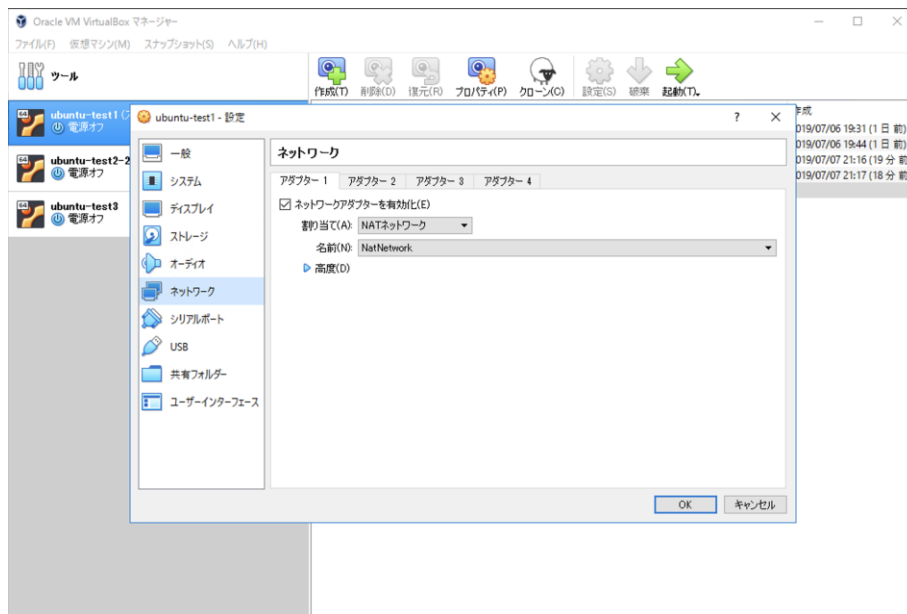 Oracle VM VirtualBox マネージャー
ファイル(F) 仮想マシン(M) スナップショット(S) ヘルプ(H)
ツール
作成(T) 削除(D) 復元(R) プロパティ(P) クローン(C) 設定(S) 破棄 起動(T)
ubuntu-test1
電源オフ
ubuntu-test2-2
電源オフ
ubuntu-test3
電源オフ
作成
019/07/06 19:31 (1 日 前)
019/07/06 19:44 (1 日 前)
019/07/07 21:16 (19 分 前
019/07/07 21:17 (18 分 前
ubuntu-test1 - 設定
? ×
一般
システム
ディスプレイ
ストレージ
オーディオ
ネットワーク
シリアルポート
USB
共有フォルダー
ユーザーインターフェース
ネットワーク
アダプター 1 アダプター 2 アダプター 3 アダプター 4
ネットワークアダプターを有効化(E)
割り当て(A): NATネットワーク
名前(N): NatNetwork
高度(D)
OK キャンセル